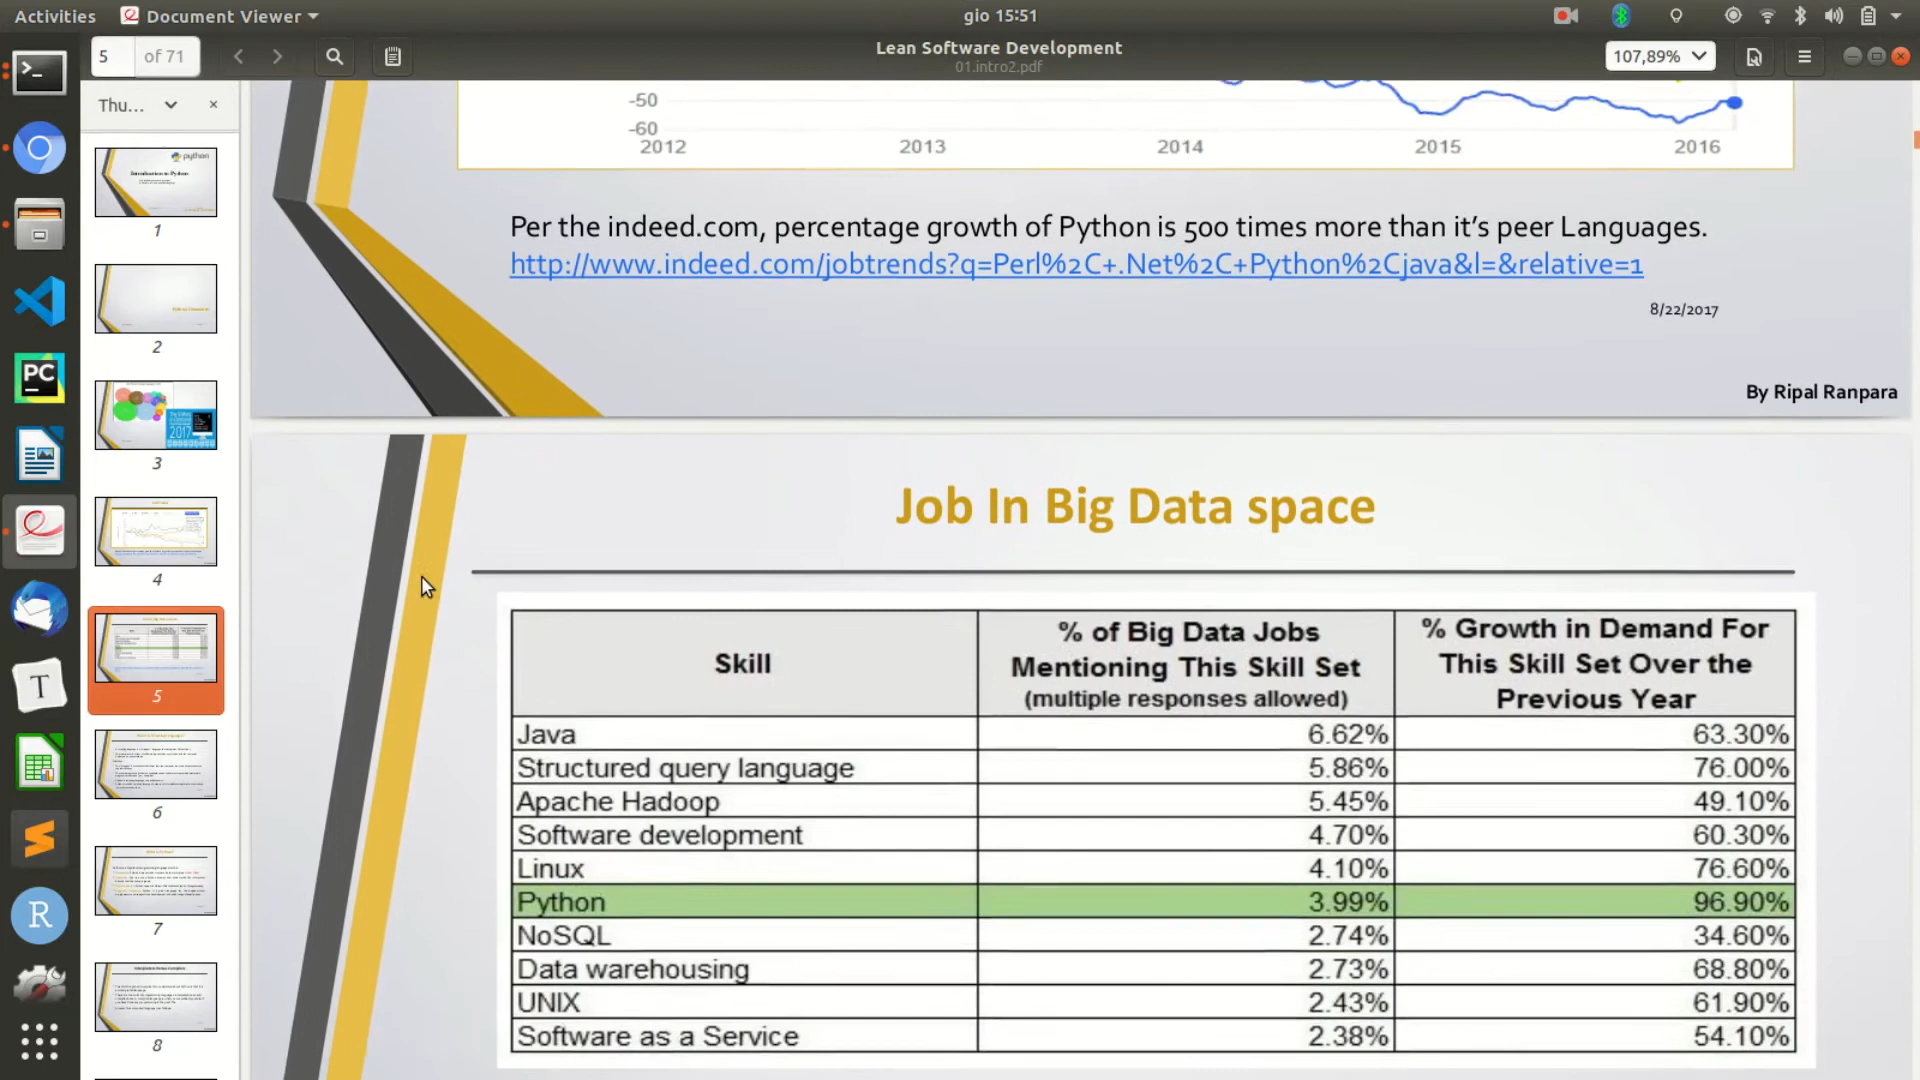 Activities
Document Viewer
gio 15:51
5
of 71
Lean Software Development
01.intro2.pdf
107,89%
Thu...
python
Introduction to Python
1
2
2017
3
4
5
6
7
8
PC
T
R
-50
-60
2012 2013 2014 2015 2016
Per the indeed.com, percentage growth of Python is 500 times more than it’s peer Languages.
http://www.indeed.com/jobtrends?q=Perl%2C+.Net%2C+Python%2Cjava&l=&relative=1
8/22/2017
By Ripal Ranpara
Job In Big Data space
Skill
% of Big Data Jobs
Mentioning This Skill Set
(multiple responses allowed)
% Growth in Demand For
This Skill Set Over the
Previous Year
Java 6.62% 63.30%
Structured query language 5.86% 76.00%
Apache Hadoop 5.45% 49.10%
Software development 4.70% 60.30%
Linux 4.10% 76.60%
Python 3.99% 96.90%
NoSQL 2.74% 34.60%
Data warehousing 2.73% 68.80%
UNIX 2.43% 61.90%
Software as a Service 2.38% 54.10%